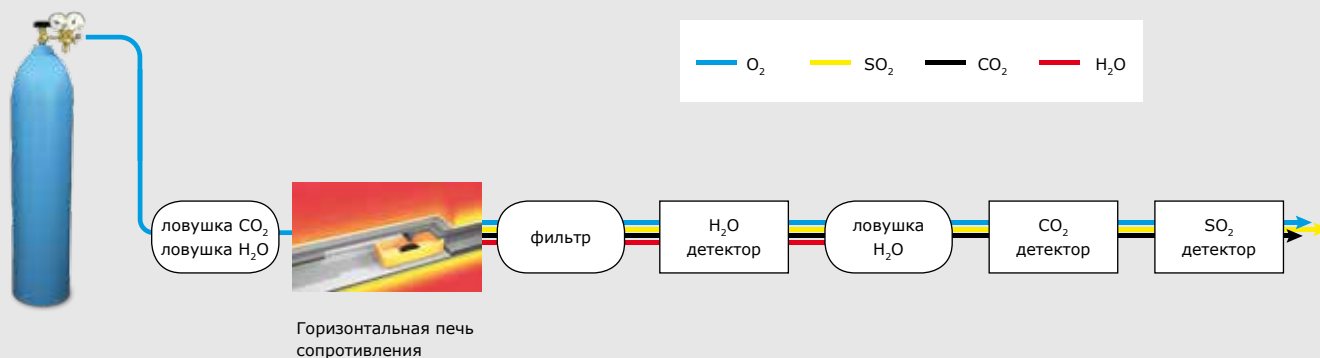 O₂
SO₂
CO₂
H₂O
ловушка CO₂
ловушка H₂O
фильтр
H₂O
детектор
ловушка
H₂O
CO₂
детектор
SO₂
детектор
Горизонтальная печь
сопротивления